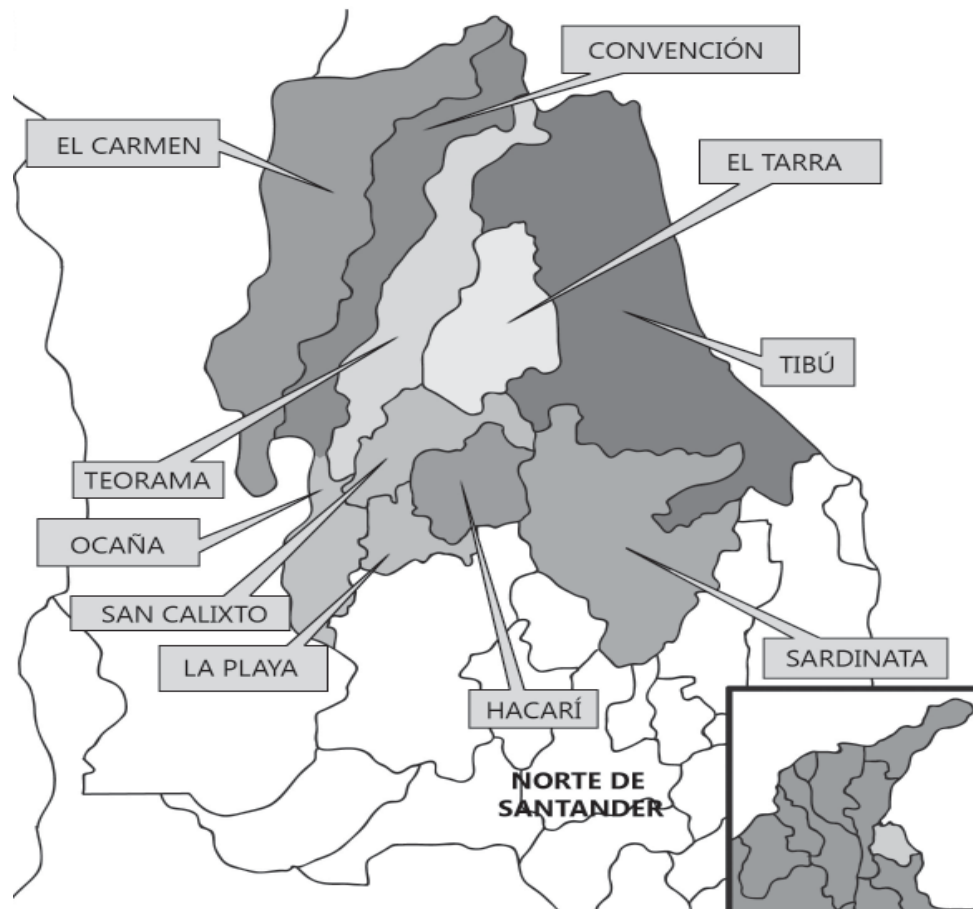 CONVENCIÓN
EL CARMEN
EL TARRA
TIBÚ
TEORAMA
OCAÑA
SAN CALIXTO
LA PLAYA
SARDINATA
HACARÍ
NORTE DE
SANTANDER